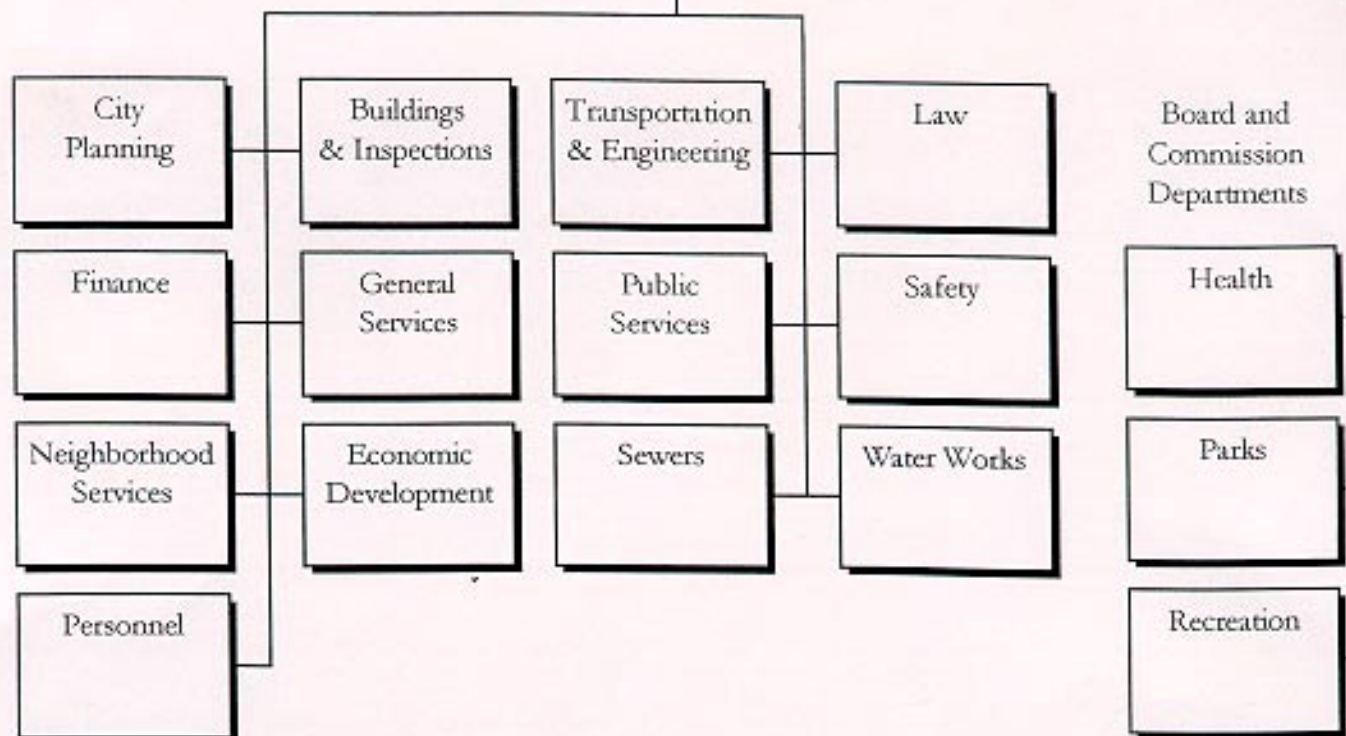 City
Planning
Buildings
& Inspections
Transportation
& Engineering
Law
Board and
Commission
Departments
Finance
General
Services
Public
Services
Safety
Health
Neighborhood
Services
Economic
Development
Sewers
Water Works
Parks
Personnel
Recreation